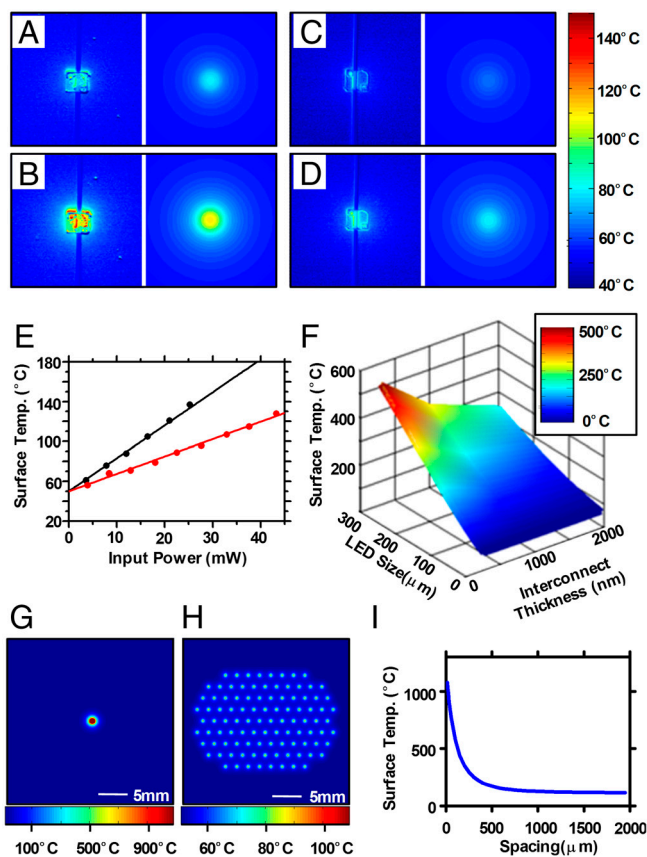 A
C
B
D
140°C
120°C
100°C
80°C
60°C
40°C
E
F
180
140
100
60
20
Surface Temp. (°C)
0
10
20
30
40
Input Power (mW)
500°C
250°C
0°C
600
400
200
Surface Temp. (°C)
300
200
100
0
LED Size(μm)
0
1000
2000
Interconnect
Thickness (nm)
G
H
I
5mm
5mm
100°C
500°C
900°C
60°C
80°C
100°C
1000
500
0
Surface Temp. (°C)
0
500
1000
1500
2000
Spacing(μm)